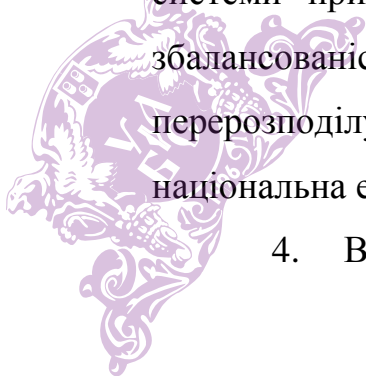 системи при
збалансованіс
перерозподілу
національна е
4. В